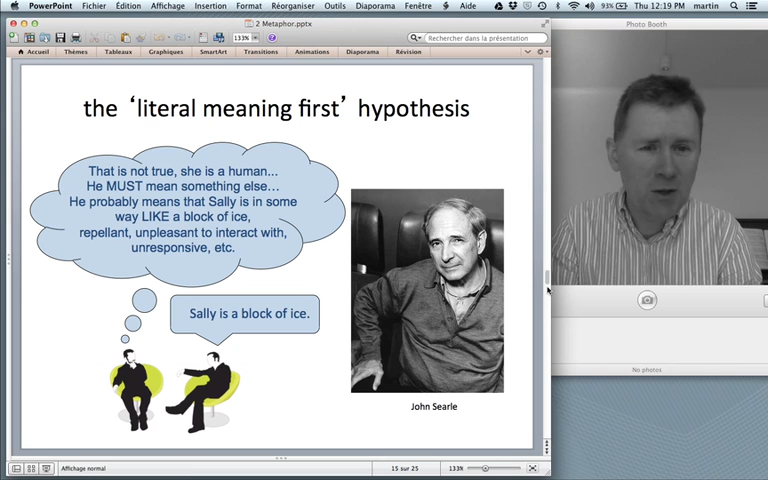 PowerPoint Fichier Édition Affichage Insertion Format Réorganiser Outils Diaporama Fenêtre Aide 93% Thu 12:19 PM martin
2 Metaphor.pptx
Photo Booth
133%
Rechercher dans la présentation
Accueil Thèmes Tableaux Graphiques SmartArt Transitions Animations Diaporama Révision
the ‘literal meaning first’ hypothesis
That is not true, she is a human...
He MUST mean something else…
He probably means that Sally is in some
way LIKE a block of ice,
repellant, unpleasant to interact with,
unresponsive, etc.
Sally is a block of ice.
John Searle
No photos
Affichage normal 15 sur 25 133%